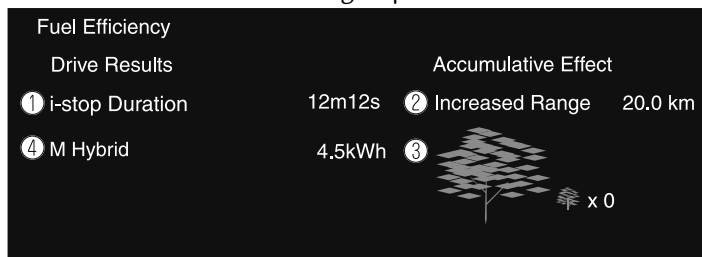 Fuel Efficiency
Drive Results Accumulative Effect
① i-stop Duration 12m12s ② Increased Range 20.0 km
④ M Hybrid 4.5kWh ③
x 0